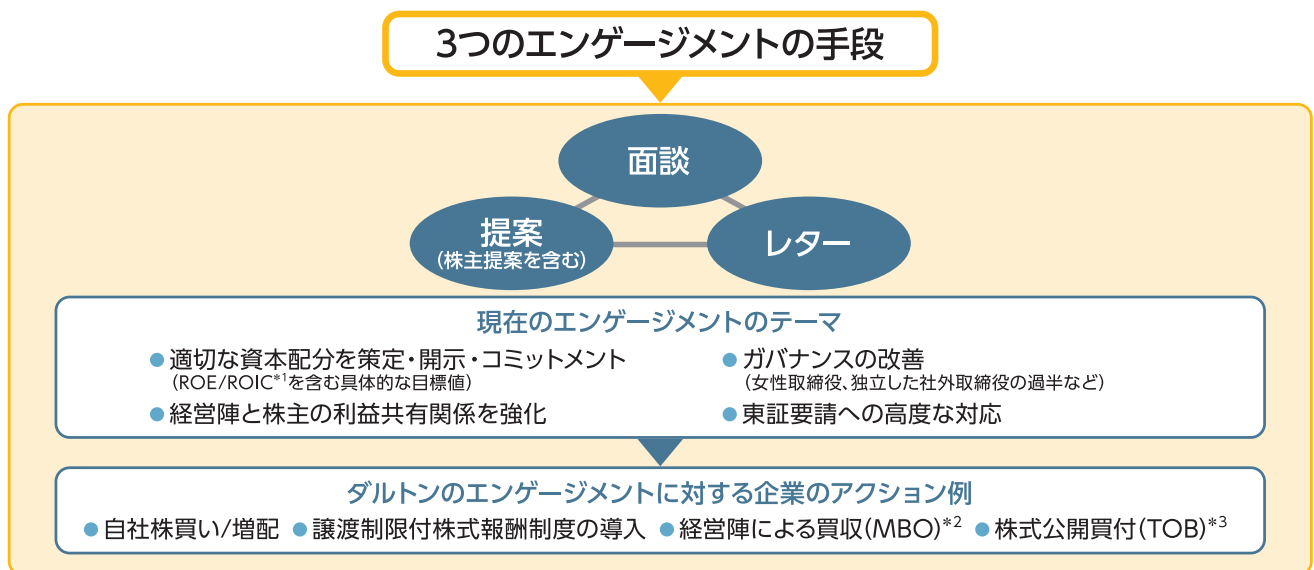 3つのエンゲージメントの手段
面談
提案
(株主提案を含む)
レター
現在のエンゲージメントのテーマ
●適切な資本配分を策定・開示・コミットメント
(ROE/ROIC*1を含む具体的な目標値)
●経営陣と株主の利益共有関係を強化
●ガバナンスの改善
(女性取締役、独立した社外取締役の過半など)
●東証要請への高度な対応
ダルトンのエンゲージメントに対する企業のアクション例
●自社株買い/増配 ●譲渡制限付株式報酬制度の導入 ●経営陣による買収(MBO)*2 ●株式公開買付(TOB)*3